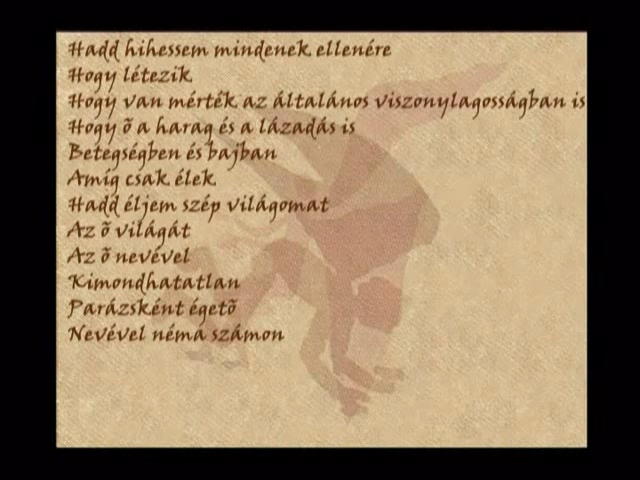 Hadd hihessem mindenek ellenére
Hogy létezik
Hogy van mérték az általános viszonylagosságban is
Hogy õ a harag és a lázadás is
Betegségben és bajban
Amíg csak élek
Hadd éljem szép világomat
Az õ világát
Az õ nevével
Kimondhatatlan
Parázsként égetõ
Nevével néma számon